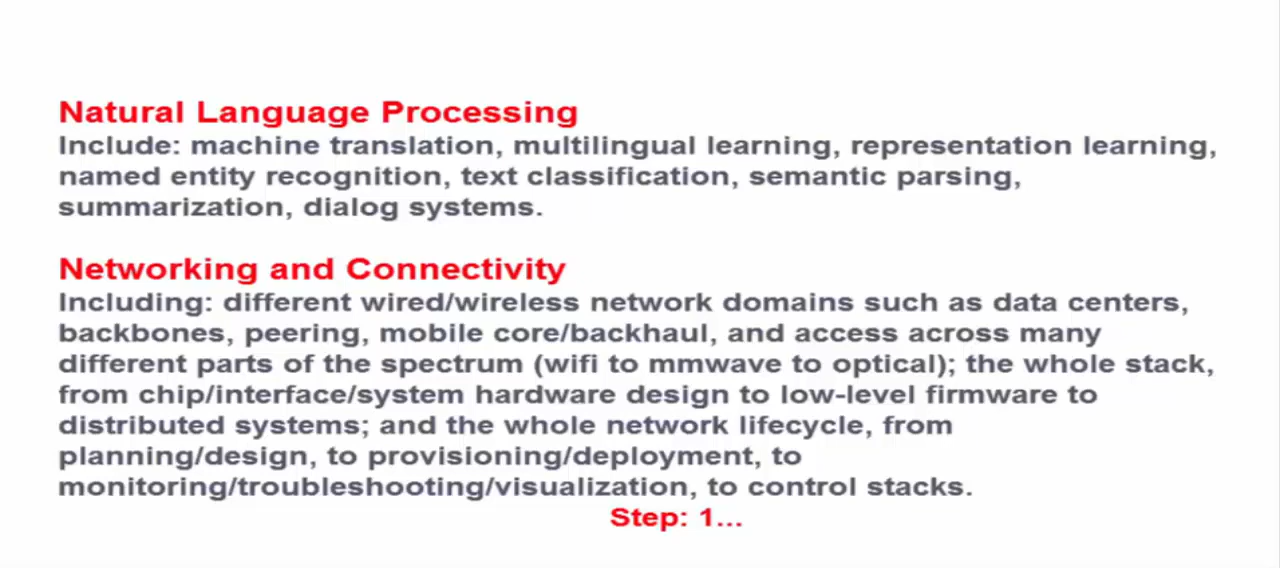 Natural Language Processing
Include: machine translation, multilingual learning, representation learning,
named entity recognition, text classification, semantic parsing,
summarization, dialog systems.
Networking and Connectivity
Including: different wired/wireless network domains such as data centers,
backbones, peering, mobile core/backhaul, and access across many
different parts of the spectrum (wifi to mmwave to optical); the whole stack,
from chip/interface/system hardware design to low-level firmware to
distributed systems; and the whole network lifecycle, from
planning/design, to provisioning/deployment, to
monitoring/troubleshooting/visualization, to control stacks.
Step: 1...